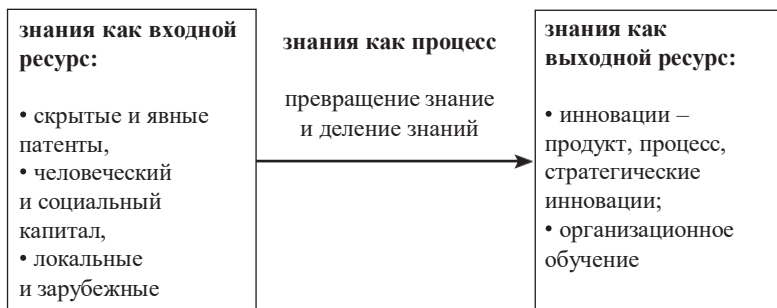 знания как входной
ресурс:
• скрытые и явные
патенты,
• человеческий
и социальный
капитал,
• локальные
и зарубежные
знания как процесс
превращение знание
и деление знаний
знания как
выходной ресурс:
• инновации –
продукт, процесс,
стратегические
инновации;
• организационное
обучение